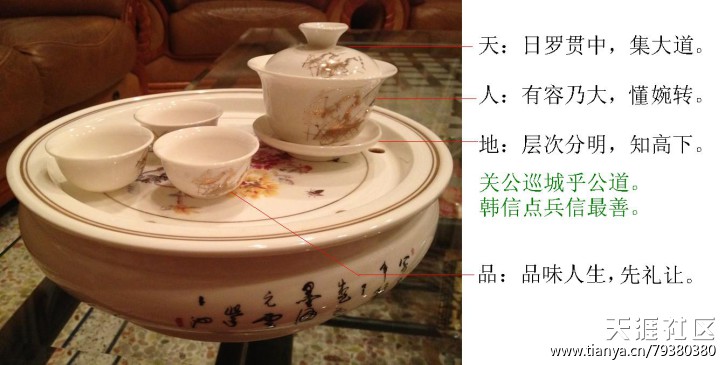 天：日罗贯中，集大道。
人：有容乃大，懂婉转。
地：层次分明，知高下。
关公巡城乎公道。
韩信点兵信最善。
品：品味人生，先礼让。
天涯社区
www.tianya.cn/79380380